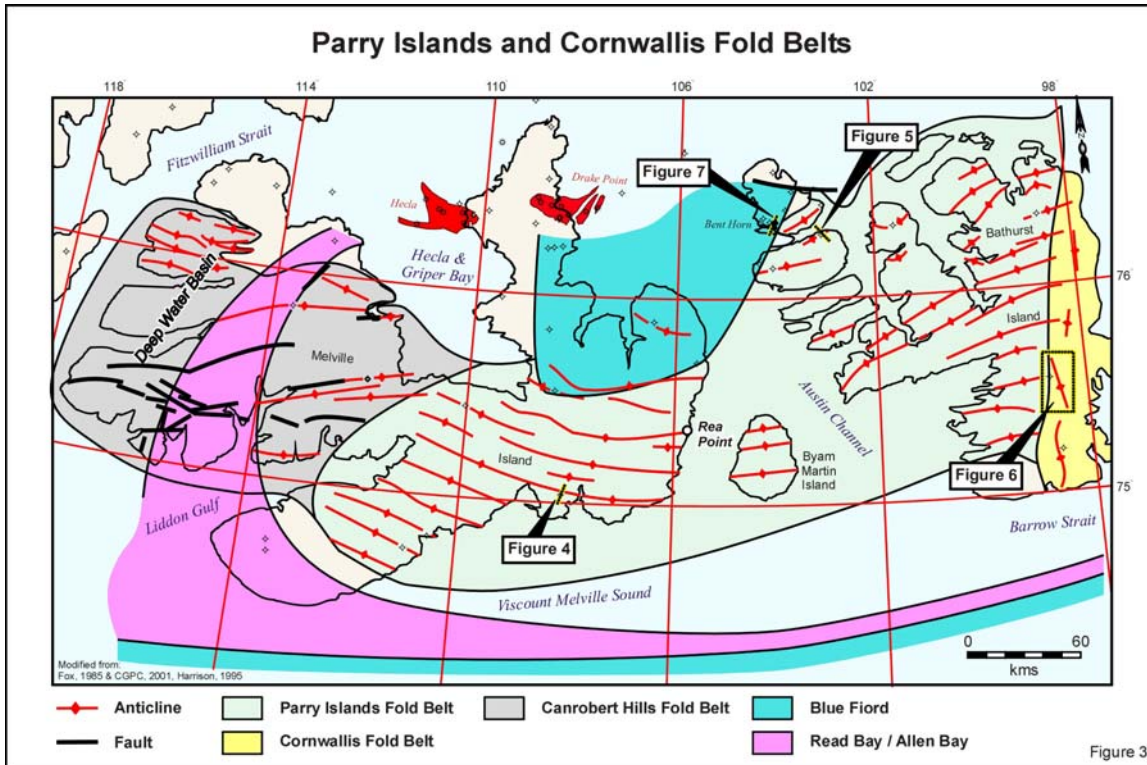 Parry Islands and Cornwallis Fold Belts
118°
114°
110°
106°
102°
98°
N
Fitzwilliam Strait
Figure 5
Figure 7
Hecla
Drake Point
Bent Horn
Hecla &
Griper Bay
Bathurst
76°
Deep Water Basin
Island
Melville
Austin Channel
Rea
Point
Island
Byam
Martin
Island
Figure 6
75°
Liddon Gulf
Figure 4
Barrow Strait
Viscount Melville Sound
0
60
kms
Modified from:
Fox, 1985 & CGPC, 2001, Harrison, 1995
Anticline
Parry Islands Fold Belt
Canrobert Hills Fold Belt
Blue Fiord
Fault
Cornwallis Fold Belt
Read Bay / Allen Bay
Figure 3